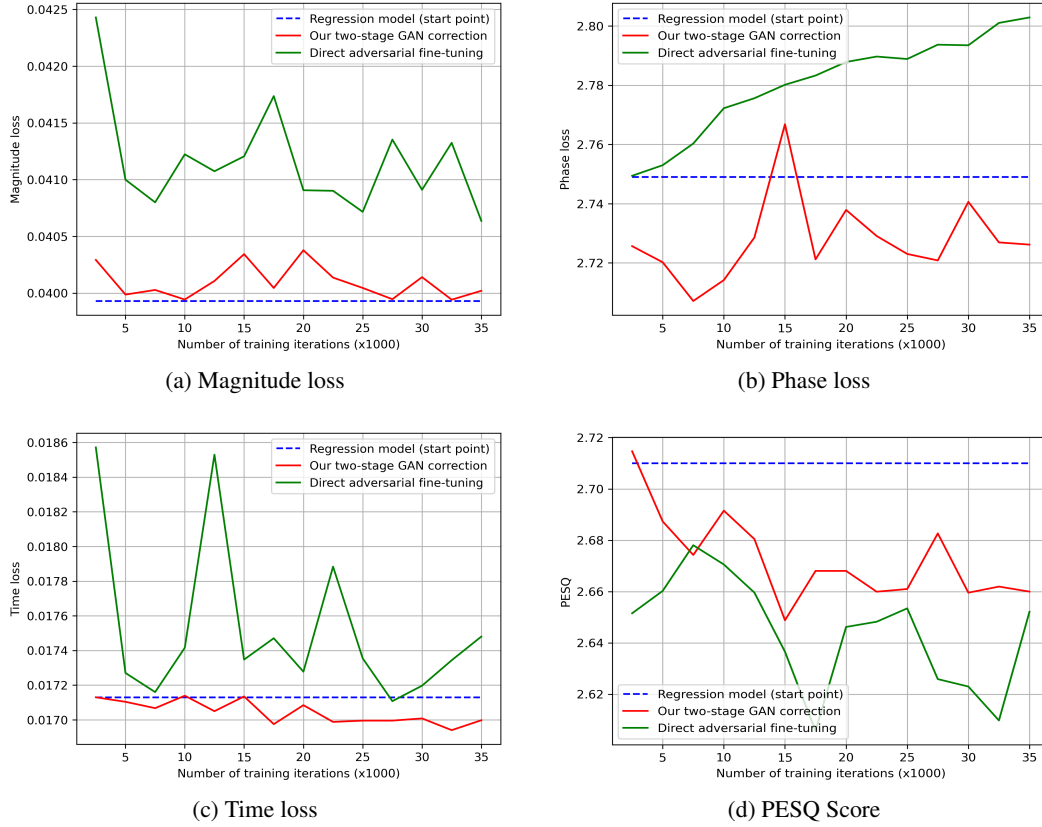 0.0425
0.0420
0.0415
0.0410
0.0405
0.0400
Magnitude loss
Regression model (start point)
Our two-stage GAN correction
Direct adversarial fine-tuning
5 10 15 20 25 30 35
Number of training iterations (x1000)
(a) Magnitude loss
2.80
2.78
2.76
2.74
2.72
Phase loss
Regression model (start point)
Our two-stage GAN correction
Direct adversarial fine-tuning
5 10 15 20 25 30 35
Number of training iterations (x1000)
(b) Phase loss
0.0186
0.0184
0.0182
0.0180
0.0178
0.0176
0.0174
0.0172
0.0170
Time loss
Regression model (start point)
Our two-stage GAN correction
Direct adversarial fine-tuning
5 10 15 20 25 30 35
Number of training iterations (x1000)
(c) Time loss
2.72
2.70
2.68
2.66
2.64
2.62
PESQ
Regression model (start point)
Our two-stage GAN correction
Direct adversarial fine-tuning
5 10 15 20 25 30 35
Number of training iterations (x1000)
(d) PESQ Score